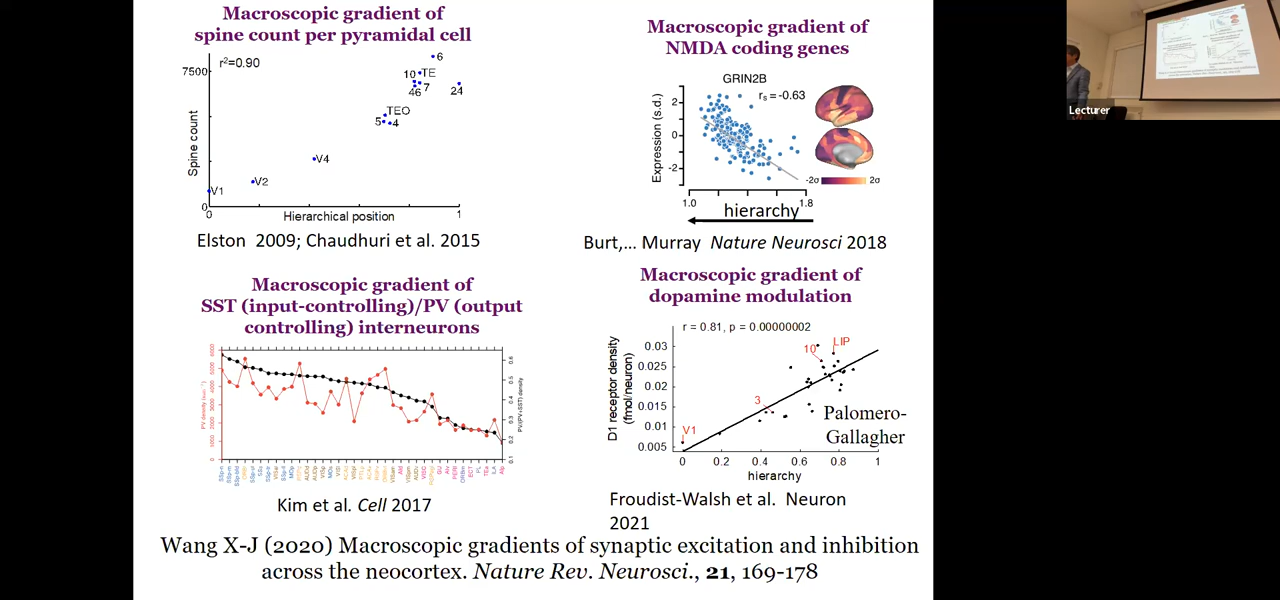 Macroscopic gradient of
spine count per pyramidal cell
r²=0.90
7500
Spine count
0
V1
V2
V4
TEO
5
4
10
TE
46
7
6
24
0
Hierarchical position
1
Elston 2009; Chaudhuri et al. 2015
Macroscopic gradient of
NMDA coding genes
GRIN2B
rs = -0.63
Expression (s.d.)
2
0
-2
-2σ
2σ
1.0
hierarchy
1.8
Burt,... Murray Nature Neurosci 2018
Macroscopic gradient of
SST (input-controlling)/PV (output
controlling) interneurons
Kim et al. Cell 2017
Macroscopic gradient of
dopamine modulation
r = 0.81, p = 0.00000002
D1 receptor density
(fmol/neuron)
0.03
0.025
0.02
0.015
0.01
0.005
V1
3
10
LIP
Palomero-
Gallagher
0
0.2
0.4
0.6
0.8
1
hierarchy
Froudist-Walsh et al. Neuron
2021
Wang X-J (2020) Macroscopic gradients of synaptic excitation and inhibition
across the neocortex. Nature Rev. Neurosci., 21, 169-178
Lecturer